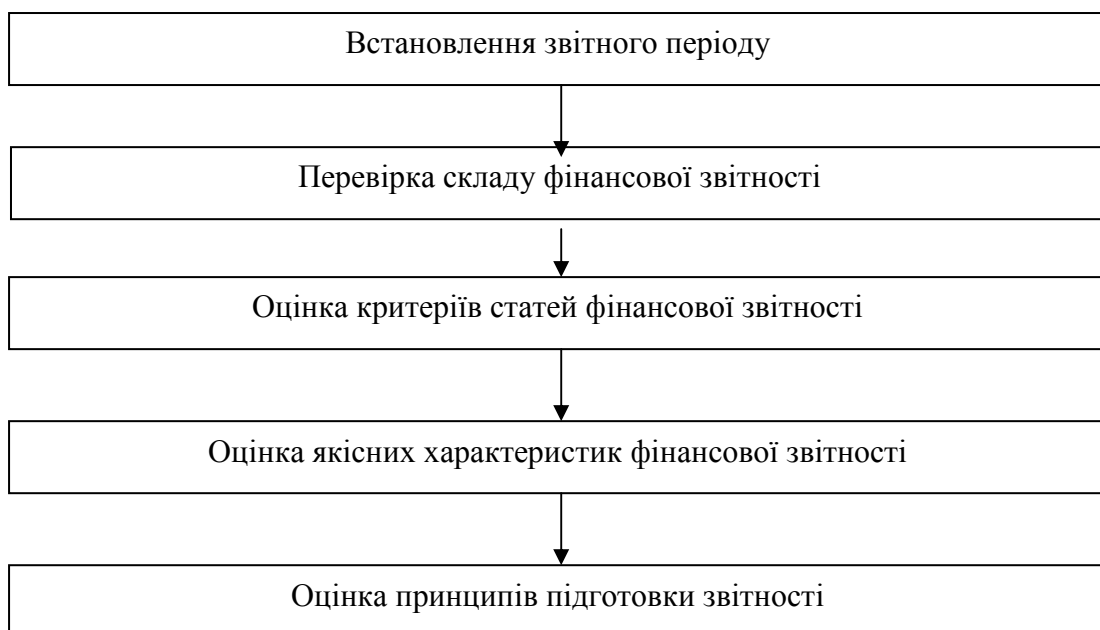 Встановлення звітного періоду
Перевірка складу фінансової звітності
Оцінка критеріїв статей фінансової звітності
Оцінка якісних характеристик фінансової звітності
Оцінка принципів підготовки звітності